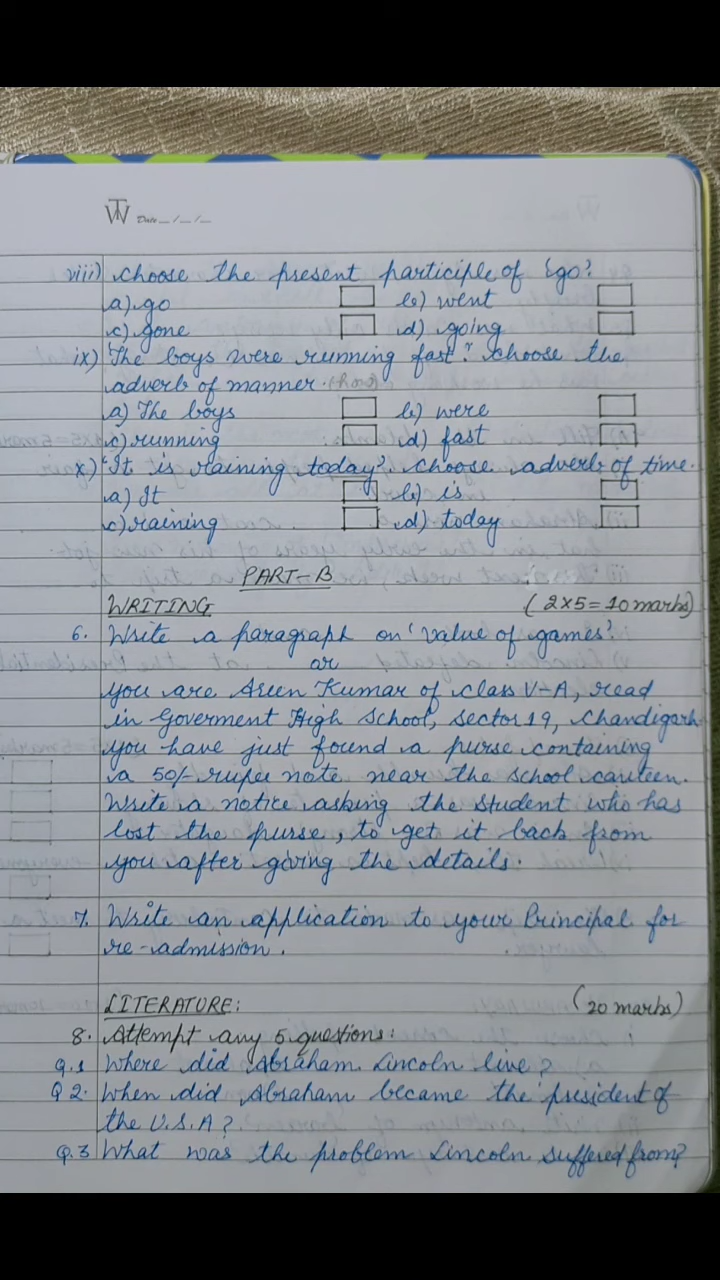 TW Date _/_/_
viii) choose the present participle of 'go'.
a) go b) went
c) gone d) going
ix) 'The boys were running fast'. choose the
adverb of manner.
a) The boys b) were
c) running d) fast
x) 'It is raining today'. choose adverb of time.
a) It b) is
c) raining d) today
PART-B
WRITING (2x5=10 marks)
6. Write a paragraph on 'value of games'.
or
you are Arun Kumar of class V-A, read
in Goverment High School, sector 19, Chandigarh
you have just found a purse containing
a 50/- rupee note near the school canteen.
Write a notice asking the student who has
lost the purse, to get it back from
you after giving the details.
7. Write an application to your Principal for
re-admission.
LITERATURE: (20 marks)
8. Attempt any 5 questions:
Q.1 Where did Abraham Lincoln live?
Q 2. When did Abraham became the president of
the U.S.A?
Q.3 What was the problem Lincoln suffered from?